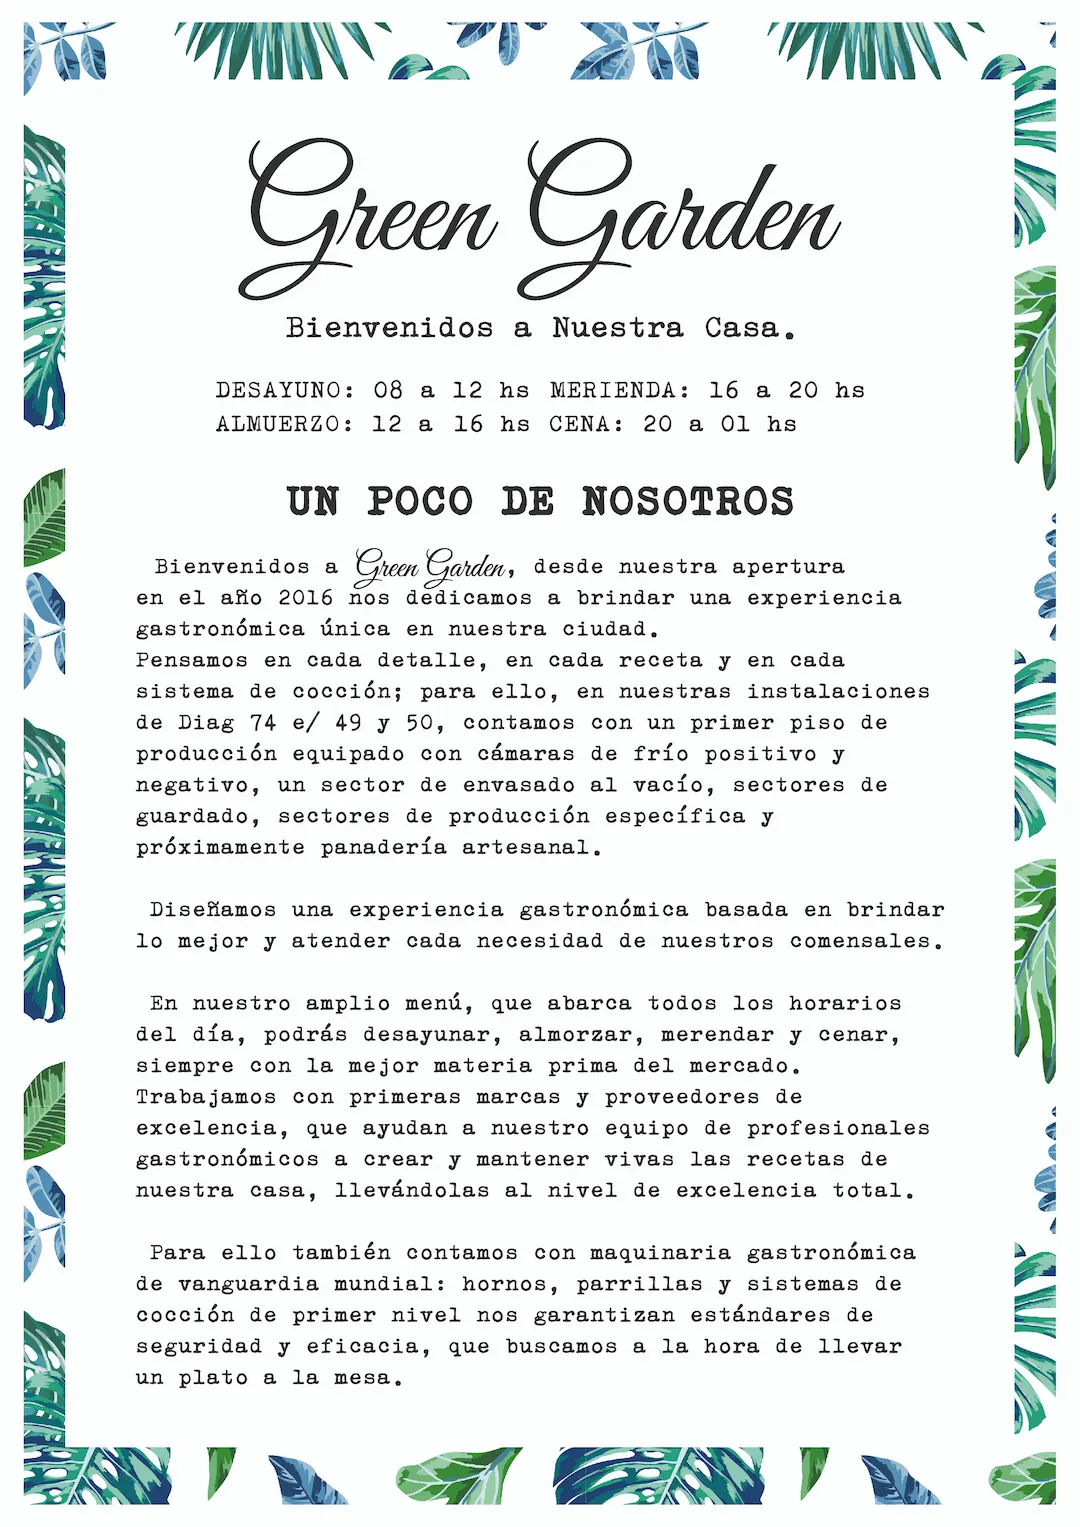 Green Garden
Bienvenidos a Nuestra Casa.
DESAYUNO: 08 a 12 hs MERIENDA: 16 a 20 hs
ALMUERZO: 12 a 16 hs CENA: 20 a 01 hs
UN POCO DE NOSOTROS
Bienvenidos a Green Garden, desde nuestra apertura
en el año 2016 nos dedicamos a brindar una experiencia
gastronómica única en nuestra ciudad.
Pensamos en cada detalle, en cada receta y en cada
sistema de cocción; para ello, en nuestras instalaciones
de Diag 74 e/ 49 y 50, contamos con un primer piso de
producción equipado con cámaras de frío positivo y
negativo, un sector de envasado al vacío, sectores de
guardado, sectores de producción específica y
próximamente panadería artesanal.
Diseñamos una experiencia gastronómica basada en brindar
lo mejor y atender cada necesidad de nuestros comensales.
En nuestro amplio menú, que abarca todos los horarios
del día, podrás desayunar, almorzar, merendar y cenar,
siempre con la mejor materia prima del mercado.
Trabajamos con primeras marcas y proveedores de
excelencia, que ayudan a nuestro equipo de profesionales
gastronómicos a crear y mantener vivas las recetas de
nuestra casa, llevándolas al nivel de excelencia total.
Para ello también contamos con maquinaria gastronómica
de vanguardia mundial: hornos, parrillas y sistemas de
cocción de primer nivel nos garantizan estándares de
seguridad y eficacia, que buscamos a la hora de llevar
un plato a la mesa.